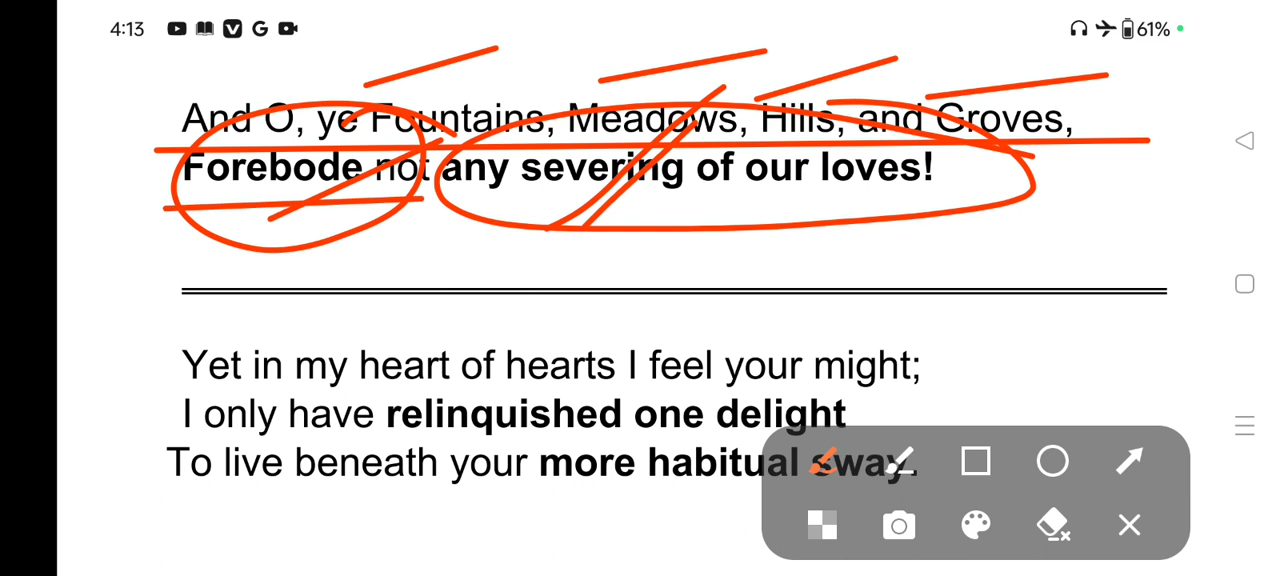 4:13
61%
And O, ye Fountains, Meadows, Hills, and Groves,
Forebode not any severing of our loves!
Yet in my heart of hearts I feel your might;
I only have relinquished one delight
To live beneath your more habitual sway.